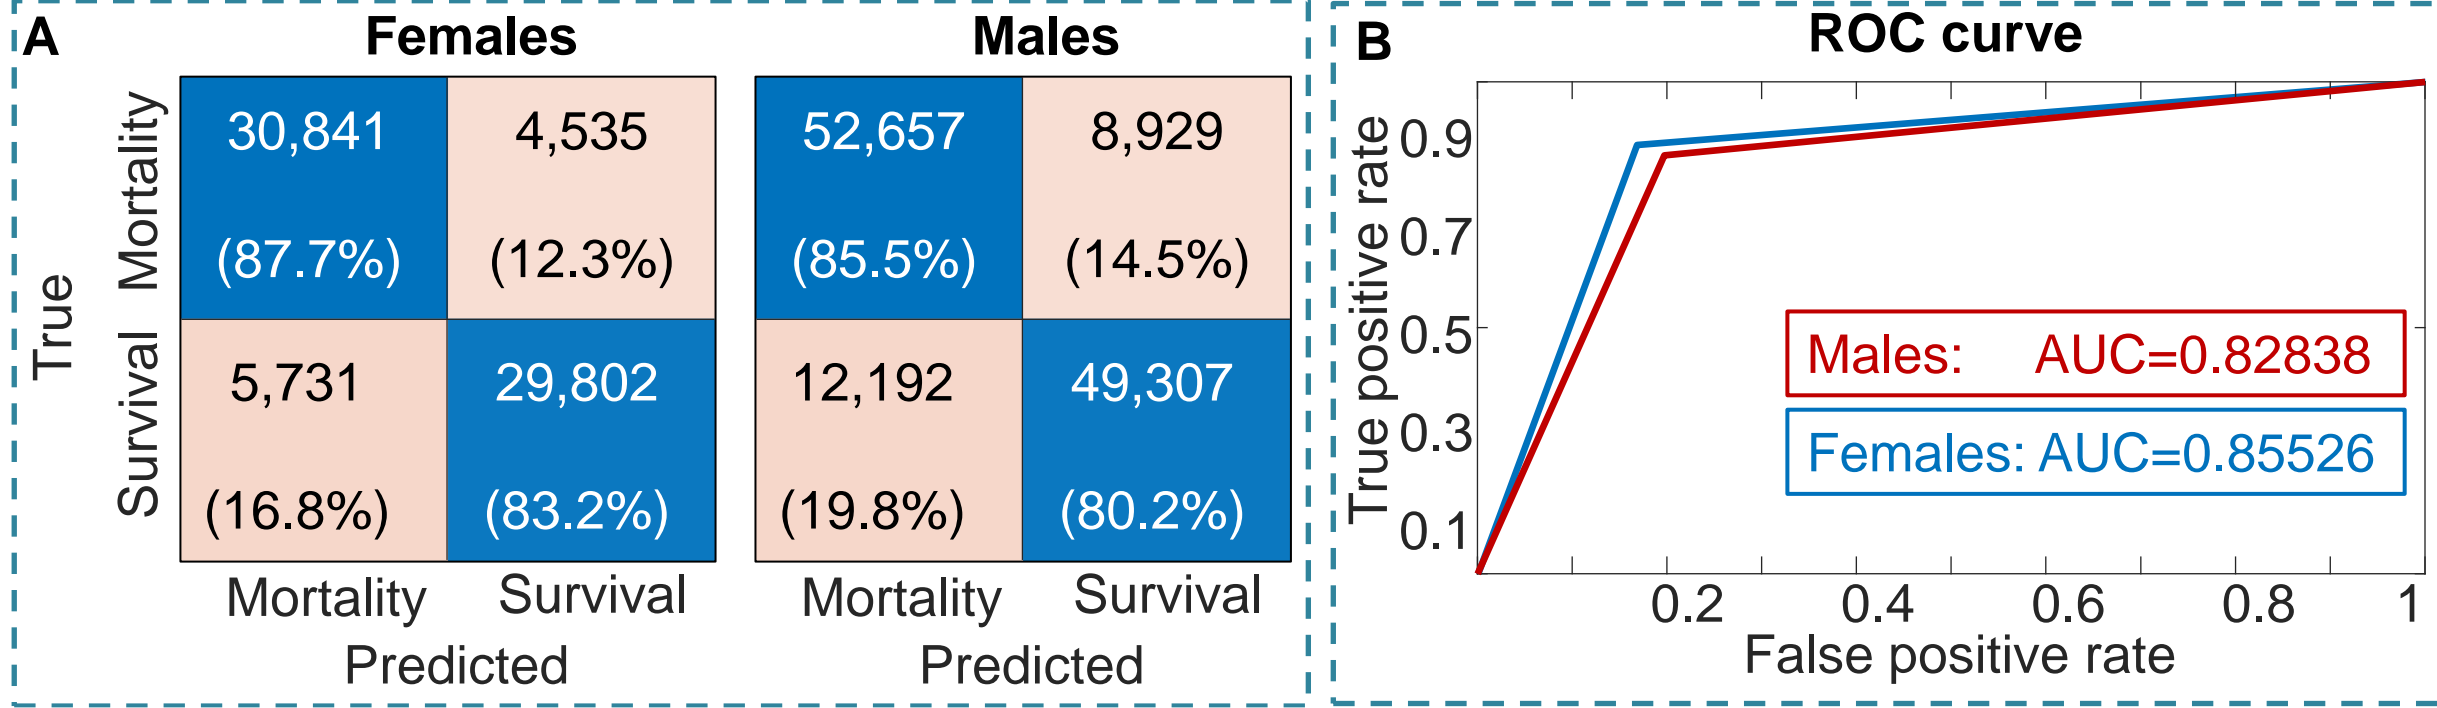 A
Females
Males
True
Mortality
Survival
30,841
4,535
(87.7%)
(12.3%)
5,731
29,802
(16.8%)
(83.2%)
52,657
8,929
(85.5%)
(14.5%)
12,192
49,307
(19.8%)
(80.2%)
Mortality
Survival
Predicted
Mortality
Survival
Predicted
B
ROC curve
True positive rate
0.9
0.7
0.5
0.3
0.1
Males: AUC=0.82838
Females: AUC=0.85526
0.2 0.4 0.6 0.8 1
False positive rate